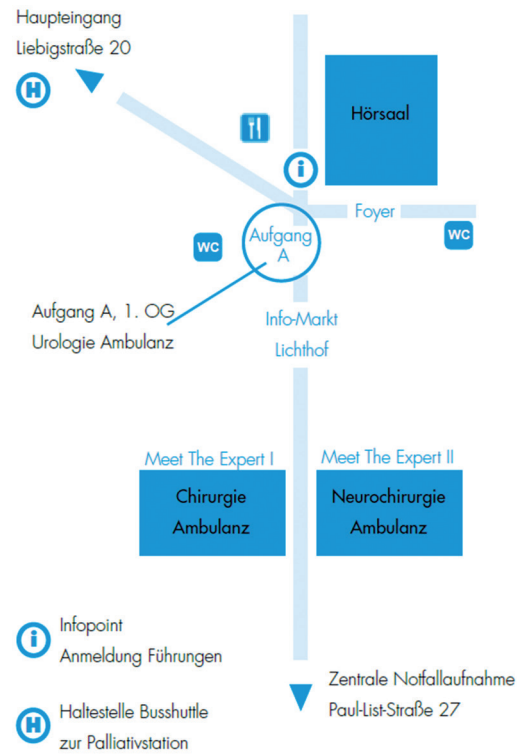 Haupteingang
Liebigstraße 20
H
Hörsaal
i
Foyer
WC
WC
Aufgang
A
Aufgang A, 1. OG
Urologie Ambulanz
Info-Markt
Lichthof
Meet The Expert I
Meet The Expert II
Chirurgie
Ambulanz
Neurochirurgie
Ambulanz
i
Infopoint
Anmeldung Führungen
H
Haltestelle Busshuttle
zur Palliativstation
Zentrale Notfallaufnahme
Paul-List-Straße 27